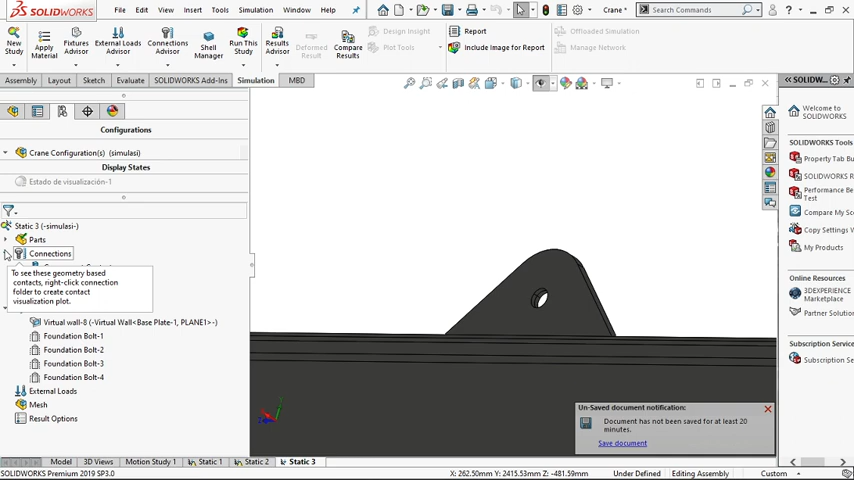 SOLIDWORKS
File
Edit
View
Insert
Tools
Simulation
Window
Crane *
Search Commands
New Study
Apply Material
Fixtures Advisor
External Loads Advisor
Connections Advisor
Shell Manager
Run This Study
Results Advisor
Deformed Result
Compare Results
Design Insight
Plot Tools
Report
Include Image for Report
Offloaded Simulation
Manage Network
Assembly
Layout
Sketch
Evaluate
SOLIDWORKS Add-Ins
Simulation
MBD
SOLIDW...
Configurations
Crane Configuration(s) (simulasi)
Display States
Estado de visualización-1
Static 3 (-simulasi-)
Parts
Connections
To see these geometry based
contacts, right-click connection
folder to create contact
visualization plot.
Virtual wall-8 (-Virtual Wall<Base Plate-1, PLANE1>-)
Foundation Bolt-1
Foundation Bolt-2
Foundation Bolt-3
Foundation Bolt-4
External Loads
Mesh
Result Options
Welcome to
SOLIDWORKS
SOLIDWORKS Tools
Property Tab Bu
SOLIDWORKS R
Performance Be
Test
Compare My Sc
Copy Settings V
My Products
Online Resources
3DEXPERIENCE
Marketplace
Partner Solution
Subscription Service
Subscription Se
Un-Saved document notification:
Document has not been saved for at least 20
minutes.
Save document
Model
3D Views
Motion Study 1
Static 1
Static 2
Static 3
SOLIDWORKS Premium 2019 SP3.0
X: 262.50mm Y: 2415.53mm Z: -481.59mm
Under Defined
Editing Assembly
Custom